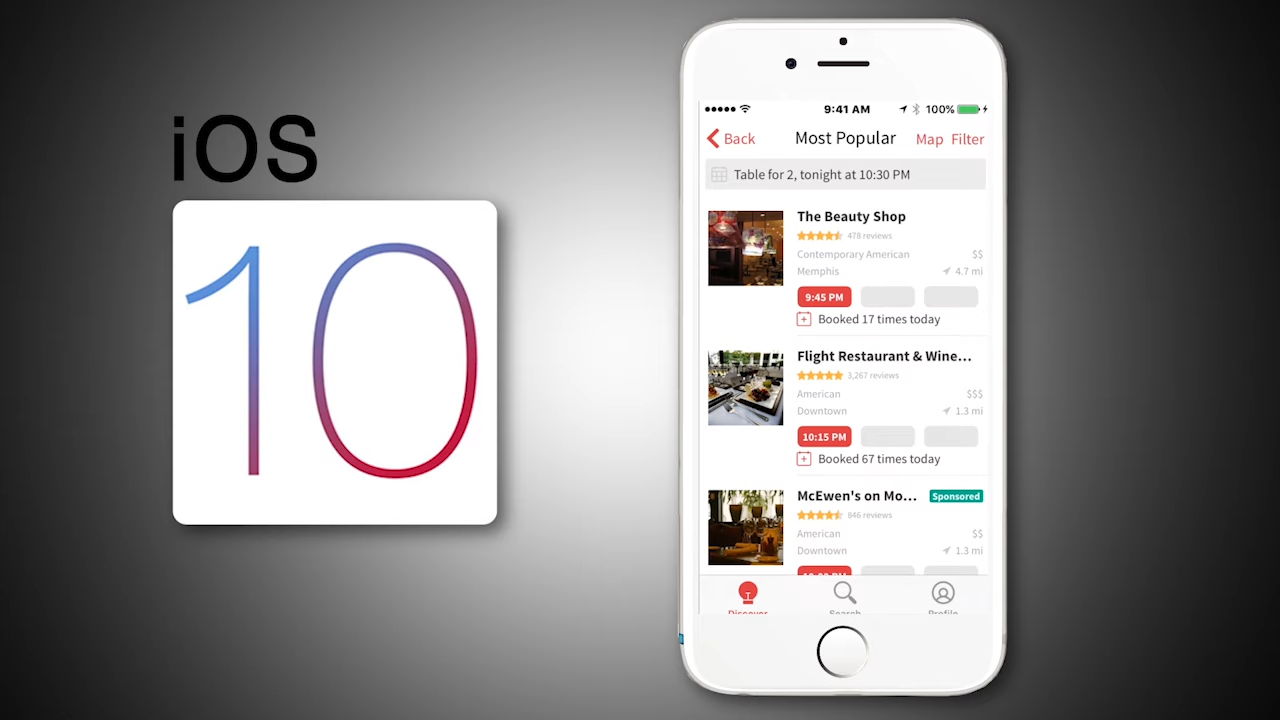 iOS
10
9:41 AM 100%
Back Most Popular Map Filter
Table for 2, tonight at 10:30 PM
The Beauty Shop
478 reviews
Contemporary American $$
Memphis 4.7 mi
9:45 PM
Booked 17 times today
Flight Restaurant & Wine...
3,267 reviews
American $$$
Downtown 1.3 mi
10:15 PM
Booked 67 times today
McEwen's on Mo... Sponsored
846 reviews
American $$
Downtown 1.3 mi
Discover Search Profile